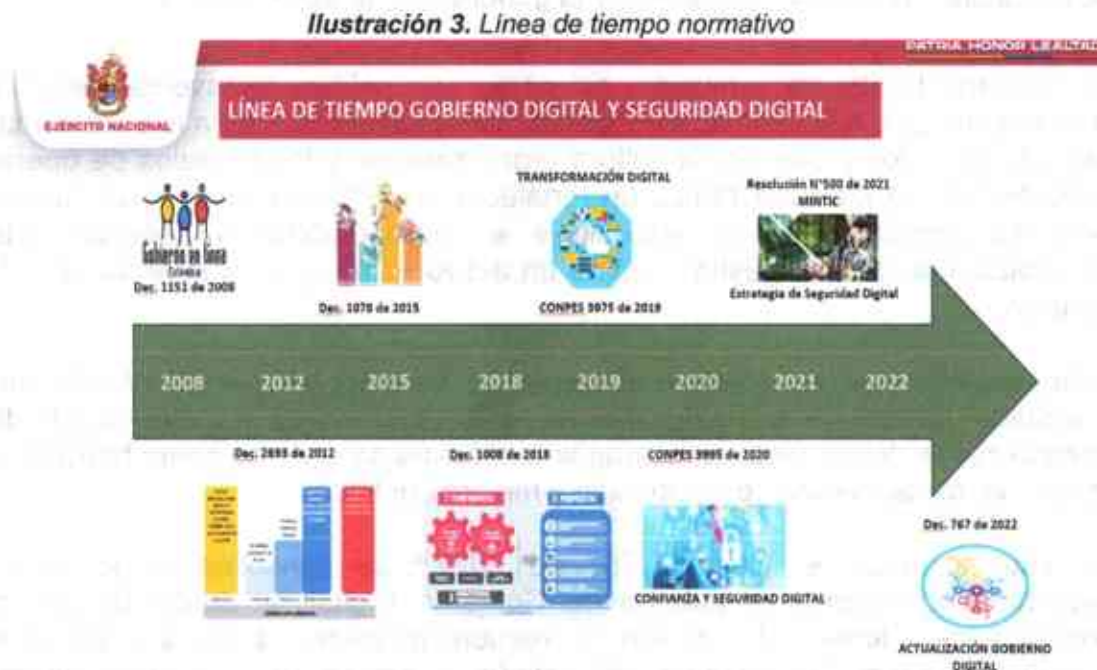 Ilustración 3. Línea de tiempo normativo
PATRIA HONOR LEALTAD
EJÉRCITO NACIONAL
LÍNEA DE TIEMPO GOBIERNO DIGITAL Y SEGURIDAD DIGITAL
Gobierno en línea
Dec. 1151 de 2008
Dec. 1078 de 2015
TRANSFORMACIÓN DIGITAL
CONPES 3975 de 2019
Resolución N°500 de 2021
MINTIC
Estrategia de Seguridad Digital
2008 2012 2015 2018 2019 2020 2021 2022
Dec. 2693 de 2012
Dec. 1008 de 2018
CONPES 3995 de 2020
CONFIANZA Y SEGURIDAD DIGITAL
Dec. 767 de 2022
ACTUALIZACIÓN GOBIERNO
DIGITAL